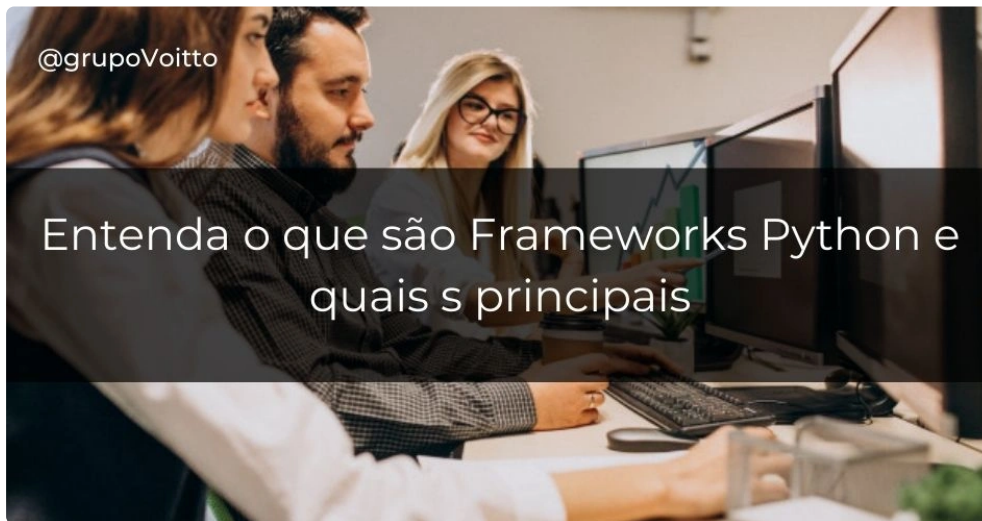 @grupoVoitto
Entenda o que são Frameworks Python e
quais s principais